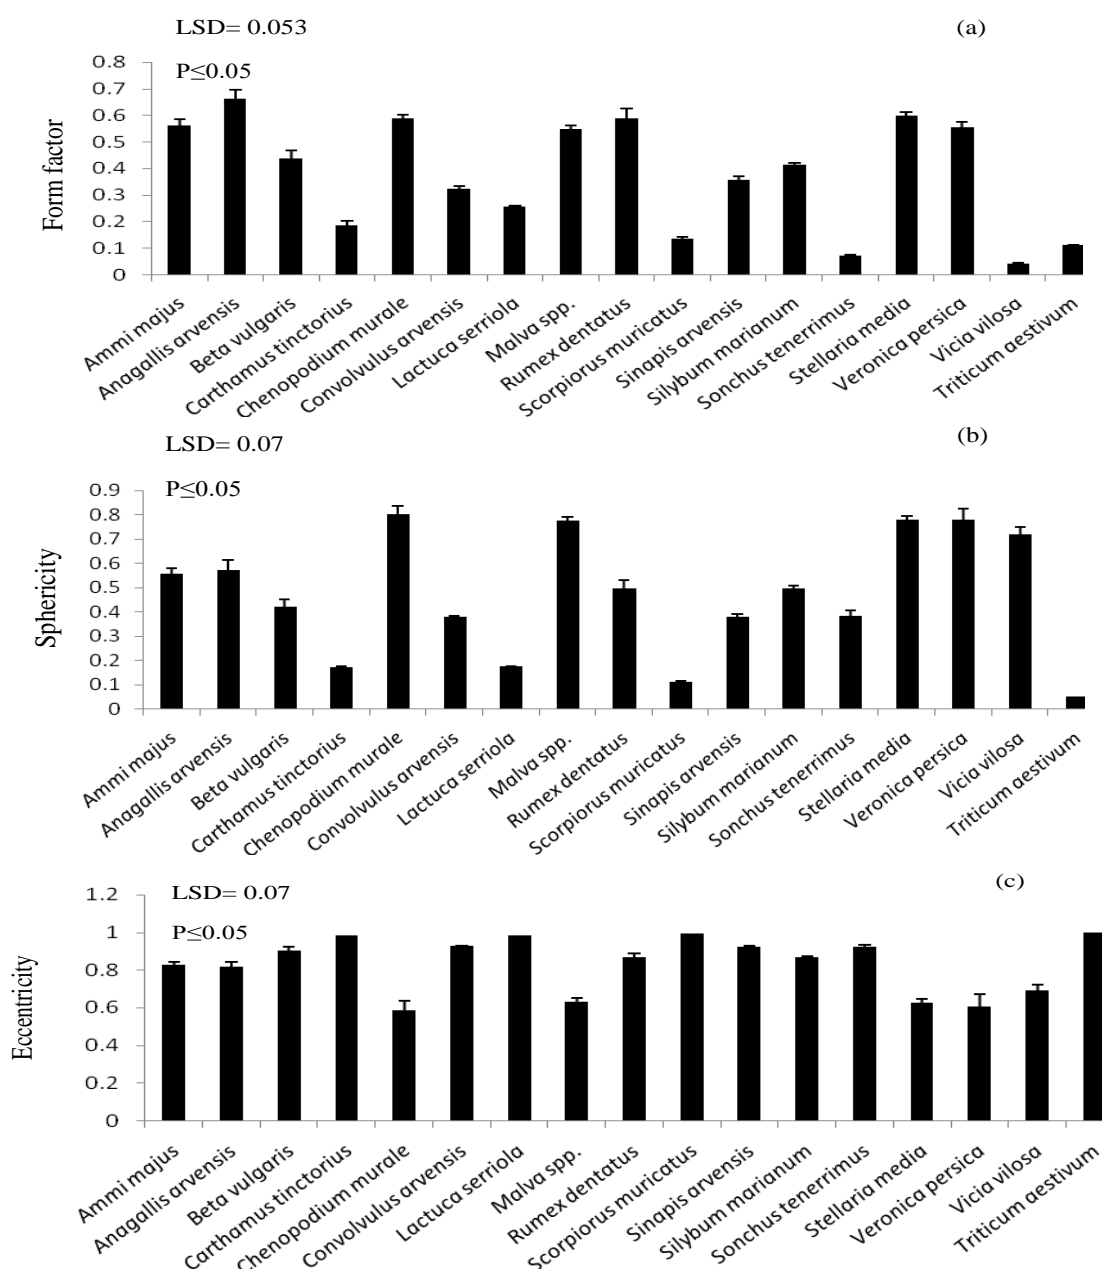 LSD= 0.053
(a)
P≤0.05
Form factor
0.8
0.7
0.6
0.5
0.4
0.3
0.2
0.1
0
Ammi majus
Anagallis arvensis
Beta vulgaris
Carthamus tinctorius
Chenopodium murale
Convolvulus arvensis
Lactuca serriola
Malva spp.
Rumex dentatus
Scorpiorus muricatus
Sinapis arvensis
Silybum marianum
Sonchus tenerrimus
Stellaria media
Veronica persica
Vicia vilosa
Triticum aestivum
LSD= 0.07
(b)
P≤0.05
Sphericity
0.9
0.8
0.7
0.6
0.5
0.4
0.3
0.2
0.1
0
Ammi majus
Anagallis arvensis
Beta vulgaris
Carthamus tinctorius
Chenopodium murale
Convolvulus arvensis
Lactuca serriola
Malva spp.
Rumex dentatus
Scorpiorus muricatus
Sinapis arvensis
Silybum marianum
Sonchus tenerrimus
Stellaria media
Veronica persica
Vicia vilosa
Triticum aestivum
LSD= 0.07
(c)
P≤0.05
Eccentricity
1.2
1
0.8
0.6
0.4
0.2
0
Ammi majus
Anagallis arvensis
Beta vulgaris
Carthamus tinctorius
Chenopodium murale
Convolvulus arvensis
Lactuca serriola
Malva spp.
Rumex dentatus
Scorpiorus muricatus
Sinapis arvensis
Silybum marianum
Sonchus tenerrimus
Stellaria media
Veronica persica
Vicia vilosa
Triticum aestivum